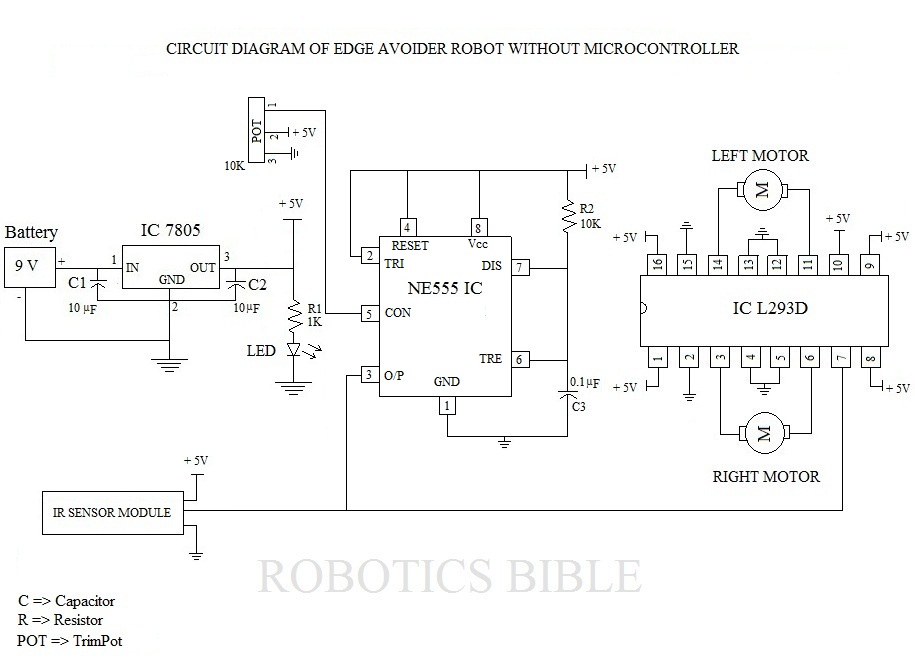 CIRCUIT DIAGRAM OF EDGE AVOIDER ROBOT WITHOUT MICROCONTROLLER
POT
1
2
3
+ 5V
10K
Battery
9 V
+
-
IC 7805
1
IN
OUT
3
GND
2
C1
10 µF
C2
10µF
+ 5V
R1
1K
LED
+ 5V
4
RESET
8
Vcc
2
TRI
DIS
7
NE555 IC
5
CON
TRE
6
3
O/P
GND
1
R2
10K
0.1µF
C3
LEFT MOTOR
M
+ 5V
+ 5V
+ 5V
16
15
14
13
12
11
10
9
IC L293D
1
2
3
4
5
6
7
8
+ 5V
+ 5V
M
RIGHT MOTOR
+ 5V
IR SENSOR MODULE
ROBOTICS BIBLE
C => Capacitor
R => Resistor
POT => TrimPot